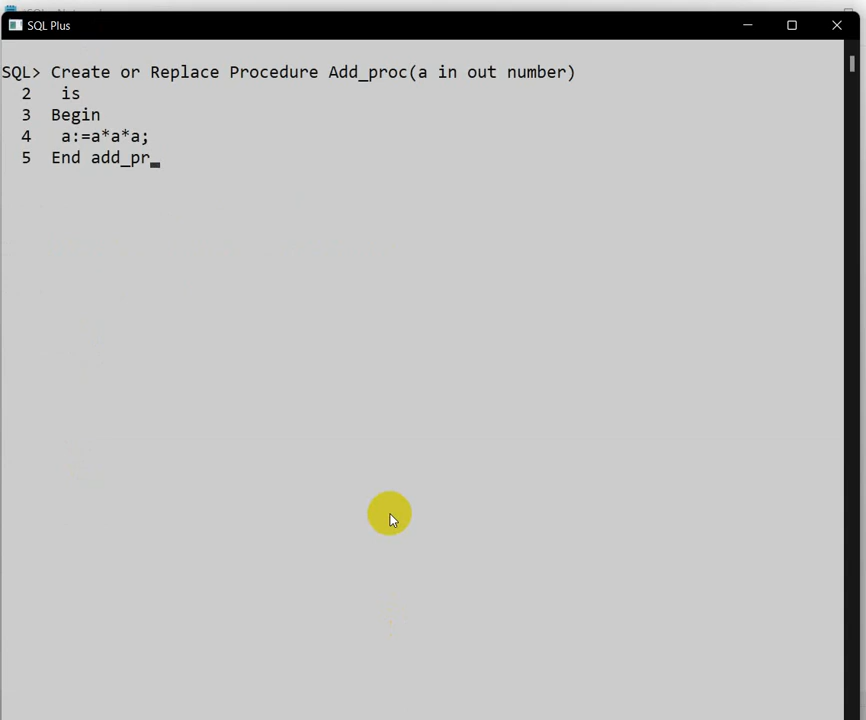 SQL Plus
SQL> Create or Replace Procedure Add_proc(a in out number)
2 is
3 Begin
4 a:=a*a*a;
5 End add_pr